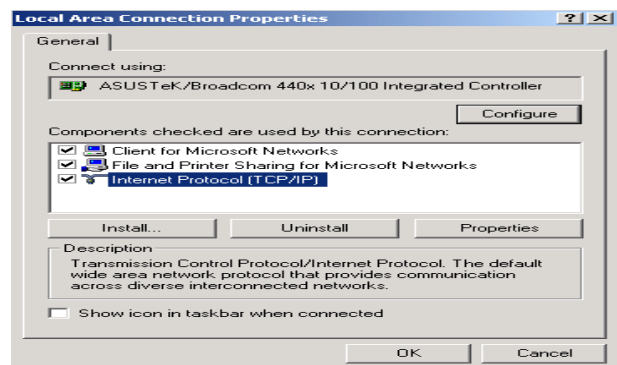 Local Area Connection Properties
General
Connect using:
ASUSTeK/Broadcom 440x 10/100 Integrated Controller
Configure
Components checked are used by this connection:
Client for Microsoft Networks
File and Printer Sharing for Microsoft Networks
Internet Protocol (TCP/IP)
Install... Uninstall Properties
Description
Transmission Control Protocol/Internet Protocol. The default
wide area network protocol that provides communication
across diverse interconnected networks.
Show icon in taskbar when connected
OK Cancel